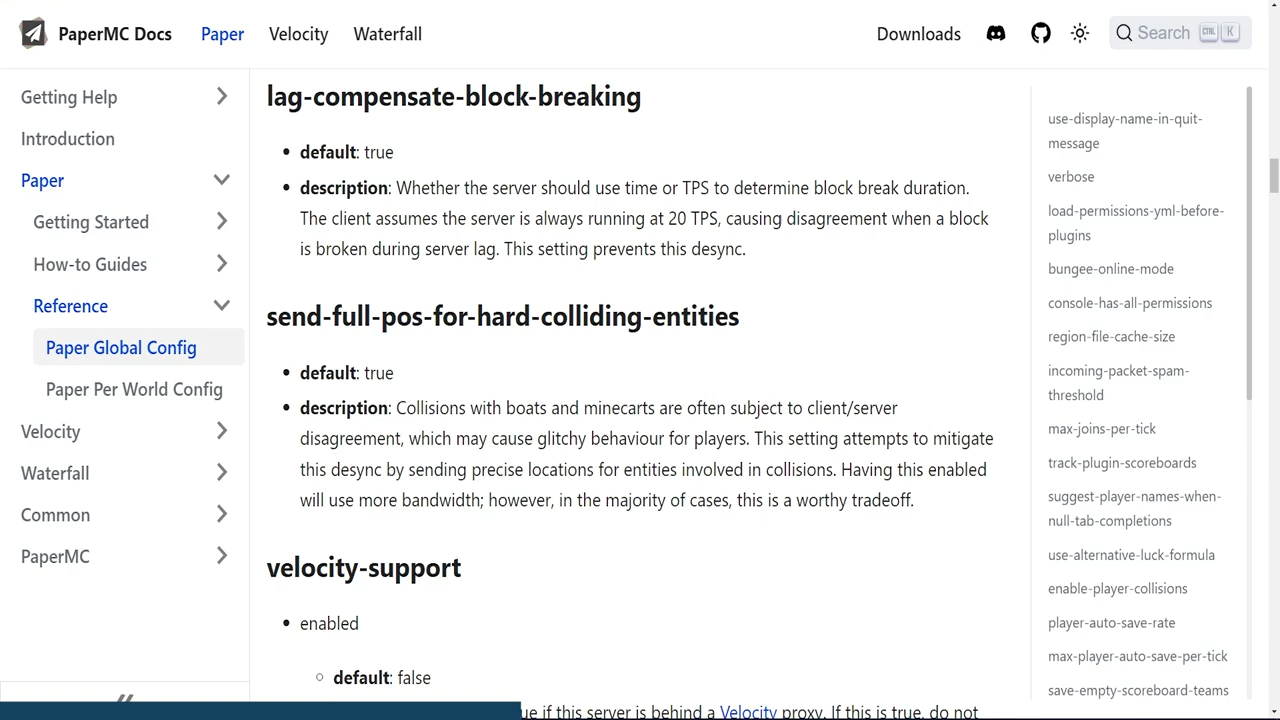 PaperMC Docs Paper Velocity Waterfall Downloads Search CTRL K
Getting Help
Introduction
Paper
Getting Started
How-to Guides
Reference
Paper Global Config
Paper Per World Config
Velocity
Waterfall
Common
PaperMC
lag-compensate-block-breaking
default: true
description: Whether the server should use time or TPS to determine block break duration.
The client assumes the server is always running at 20 TPS, causing disagreement when a block
is broken during server lag. This setting prevents this desync.
send-full-pos-for-hard-colliding-entities
default: true
description: Collisions with boats and minecarts are often subject to client/server
disagreement, which may cause glitchy behaviour for players. This setting attempts to mitigate
this desync by sending precise locations for entities involved in collisions. Having this enabled
will use more bandwidth; however, in the majority of cases, this is a worthy tradeoff.
velocity-support
enabled
default: false
if this server is behind a Velocity proxy. If this is true, do not
use-display-name-in-quit-
message
verbose
load-permissions-yml-before-
plugins
bungee-online-mode
console-has-all-permissions
region-file-cache-size
incoming-packet-spam-
threshold
max-joins-per-tick
track-plugin-scoreboards
suggest-player-names-when-
null-tab-completions
use-alternative-luck-formula
enable-player-collisions
player-auto-save-rate
max-player-auto-save-per-tick
save-empty-scoreboard-teams